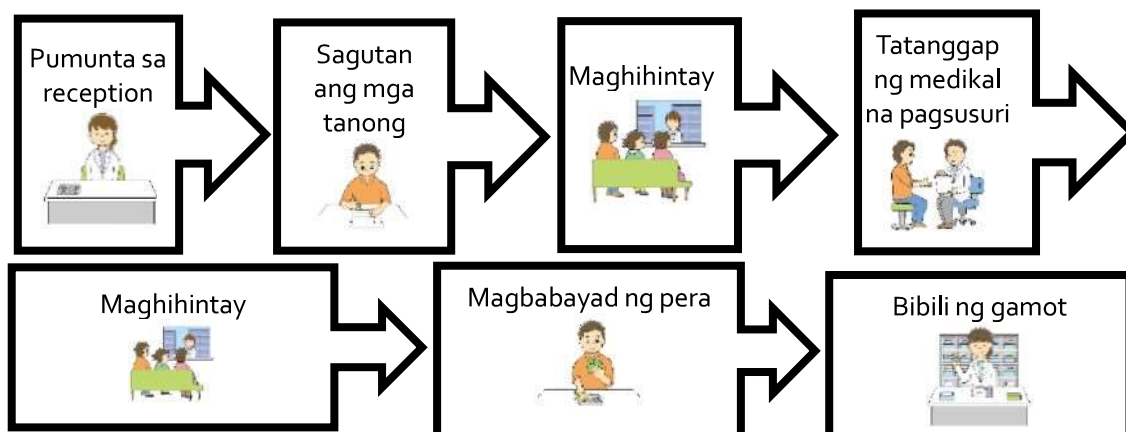 Pumunta sa
reception
Sagutan
ang mga
tanong
Maghihintay
Tatanggap
ng medikal
na pagsusuri
Maghihintay
Magbabayad ng pera
Bibili ng gamot